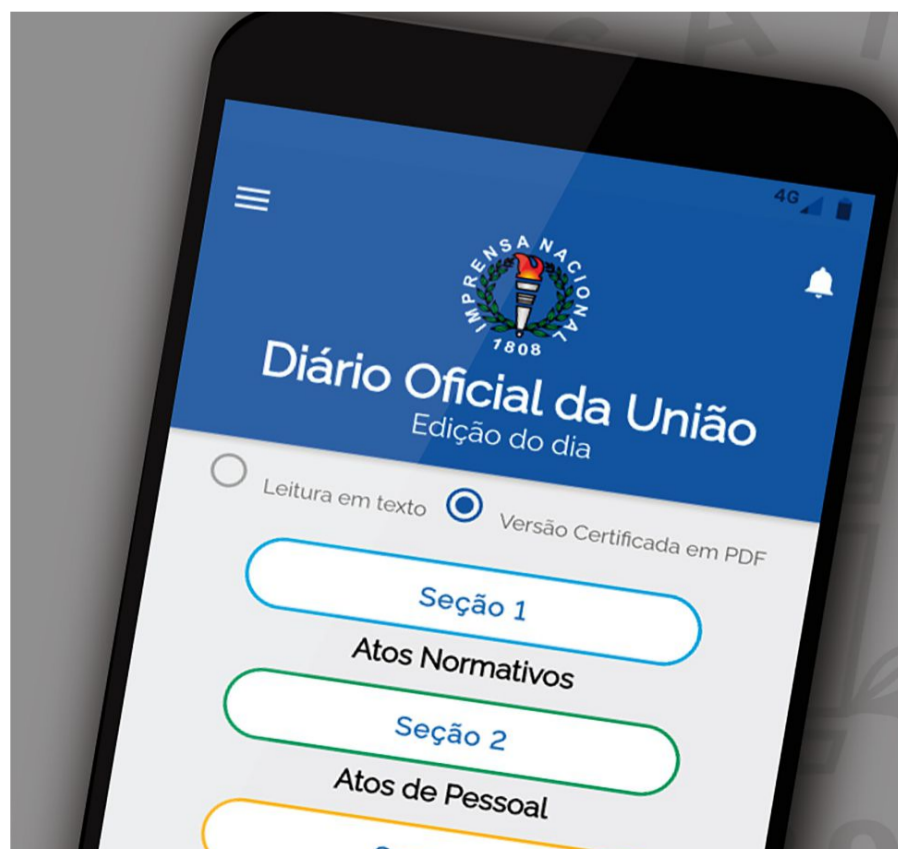 4G
IMPRENSA NACIONAL
1808
Diário Oficial da União
Edição do dia
Leitura em texto
Versão Certificada em PDF
Seção 1
Atos Normativos
Seção 2
Atos de Pessoal